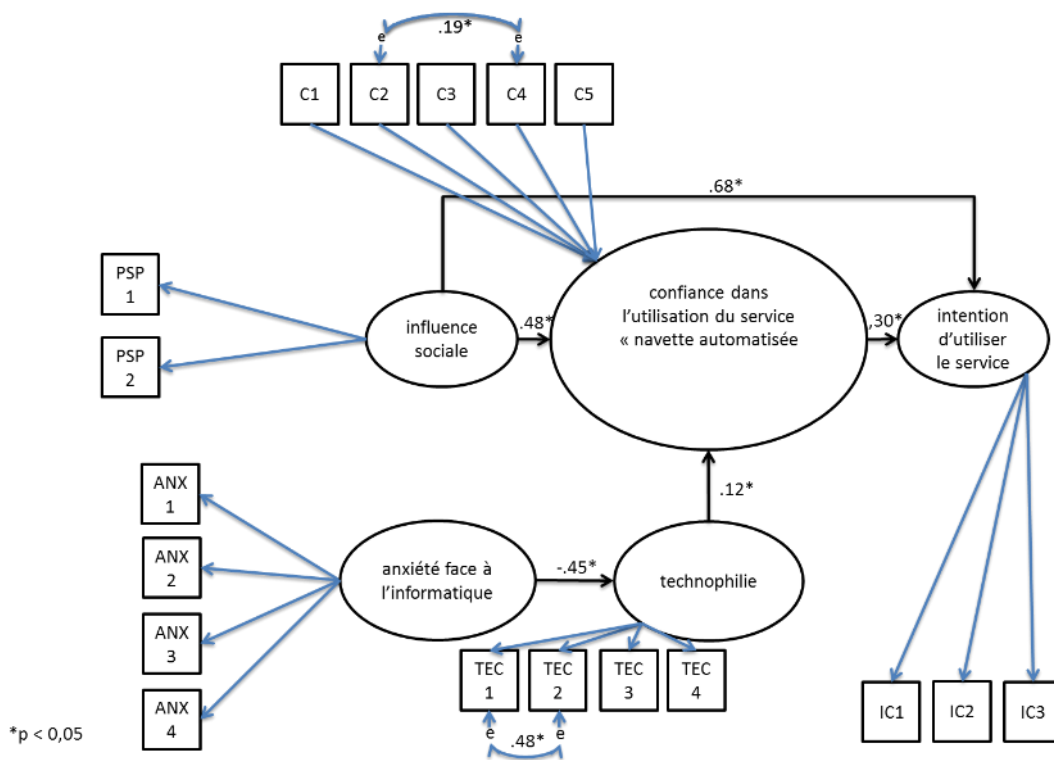 .19*
e
e
C1
C2
C3
C4
C5
.68*
PSP
1
PSP
2
influence
sociale
.48*
confiance dans
l'utilisation du service
« navette automatisée
,30*
intention
d'utiliser
le service
.12*
ANX
1
ANX
2
ANX
3
ANX
4
anxiété face à
l'informatique
-.45*
technophilie
TEC
1
TEC
2
TEC
3
TEC
4
e
e
.48*
IC1
IC2
IC3
*p < 0,05